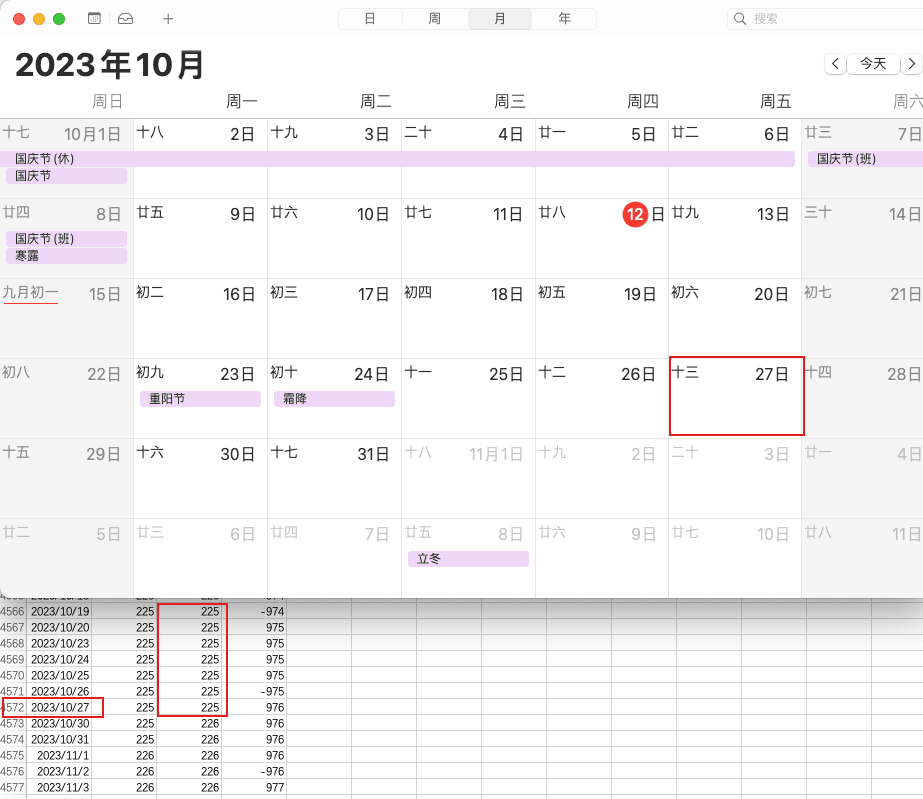 日 周 月 年 搜索
2023年10月 今天
周日 周一 周二 周三 周四 周五 周六
十七 10月1日 十八 2日 十九 3日 二十 4日 廿一 5日 廿二 6日 廿三 7日
国庆节(休) 国庆节(班)
国庆节
廿四 8日 廿五 9日 廿六 10日 廿七 11日 廿八 12日 廿九 13日 三十 14日
国庆节(班)
寒露
九月初一 15日 初二 16日 初三 17日 初四 18日 初五 19日 初六 20日 初七 21日
初八 22日 初九 23日 初十 24日 十一 25日 十二 26日 十三 27日 十四 28日
重阳节 霜降
十五 29日 十六 30日 十七 31日 十八 11月1日 十九 2日 二十 3日 廿一 4日
廿二 5日 廿三 6日 廿四 7日 廿五 8日 廿六 9日 廿七 10日 廿八 11日
立冬
4566 2023/10/19 225 225 -974
4567 2023/10/20 225 225 975
4568 2023/10/23 225 225 975
4569 2023/10/24 225 225 975
4570 2023/10/25 225 225 975
4571 2023/10/26 225 225 -975
4572 2023/10/27 225 225 976
4573 2023/10/30 225 226 976
4574 2023/10/31 225 226 976
4575 2023/11/1 226 226 976
4576 2023/11/2 226 226 -976
4577 2023/11/3 226 226 977